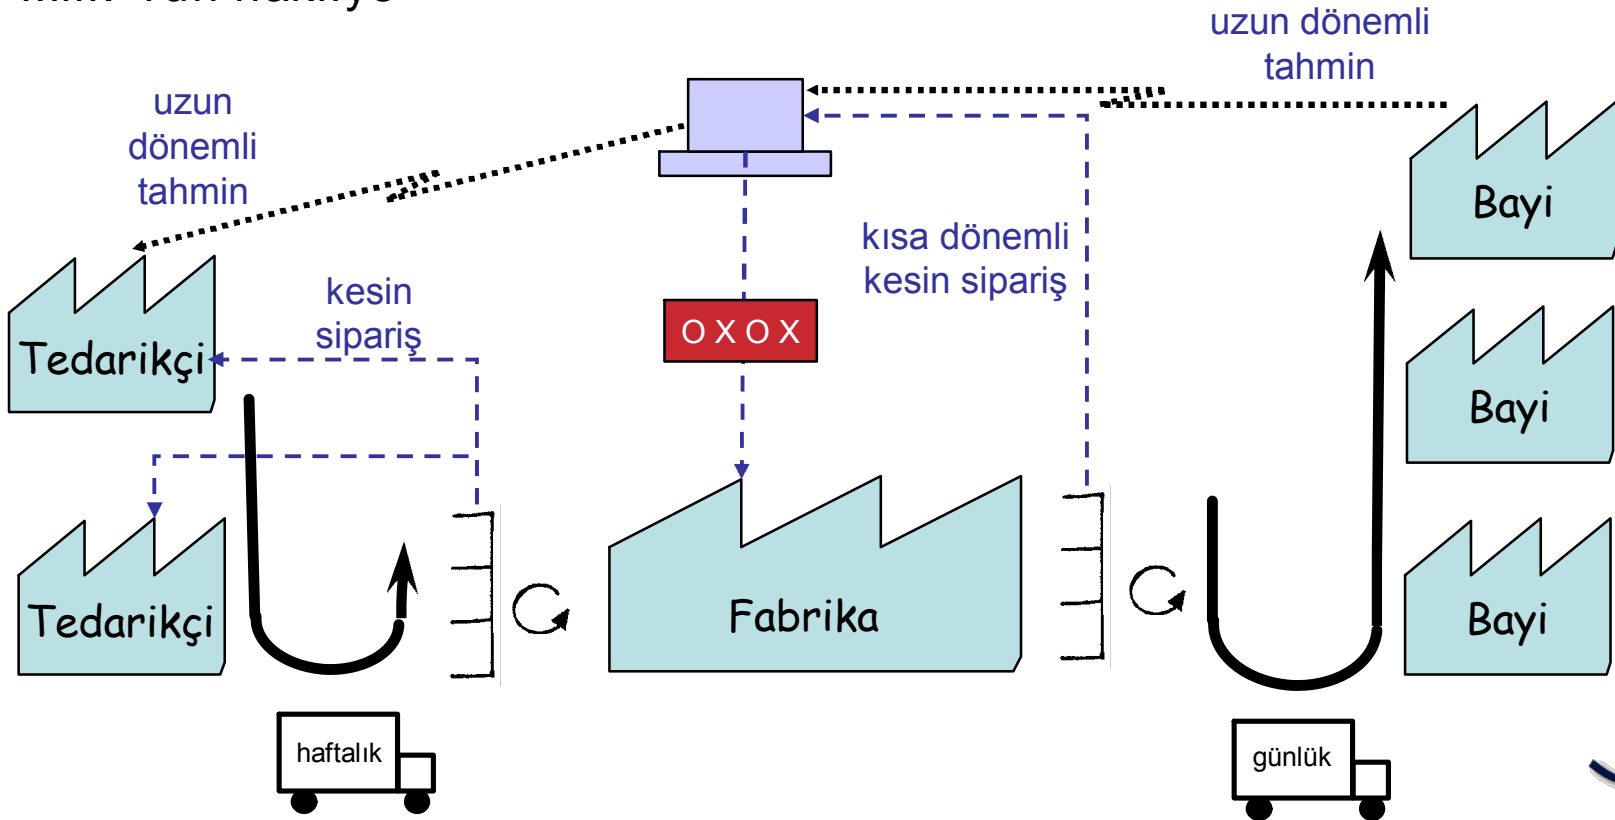 uzun dönemli
tahmin
uzun
dönemli
tahmin
Bayi
kısa dönemli
kesin sipariş
kesin
sipariş
O X O X
Tedarikçi
Bayi
Tedarikçi
Fabrika
Bayi
haftalık
günlük